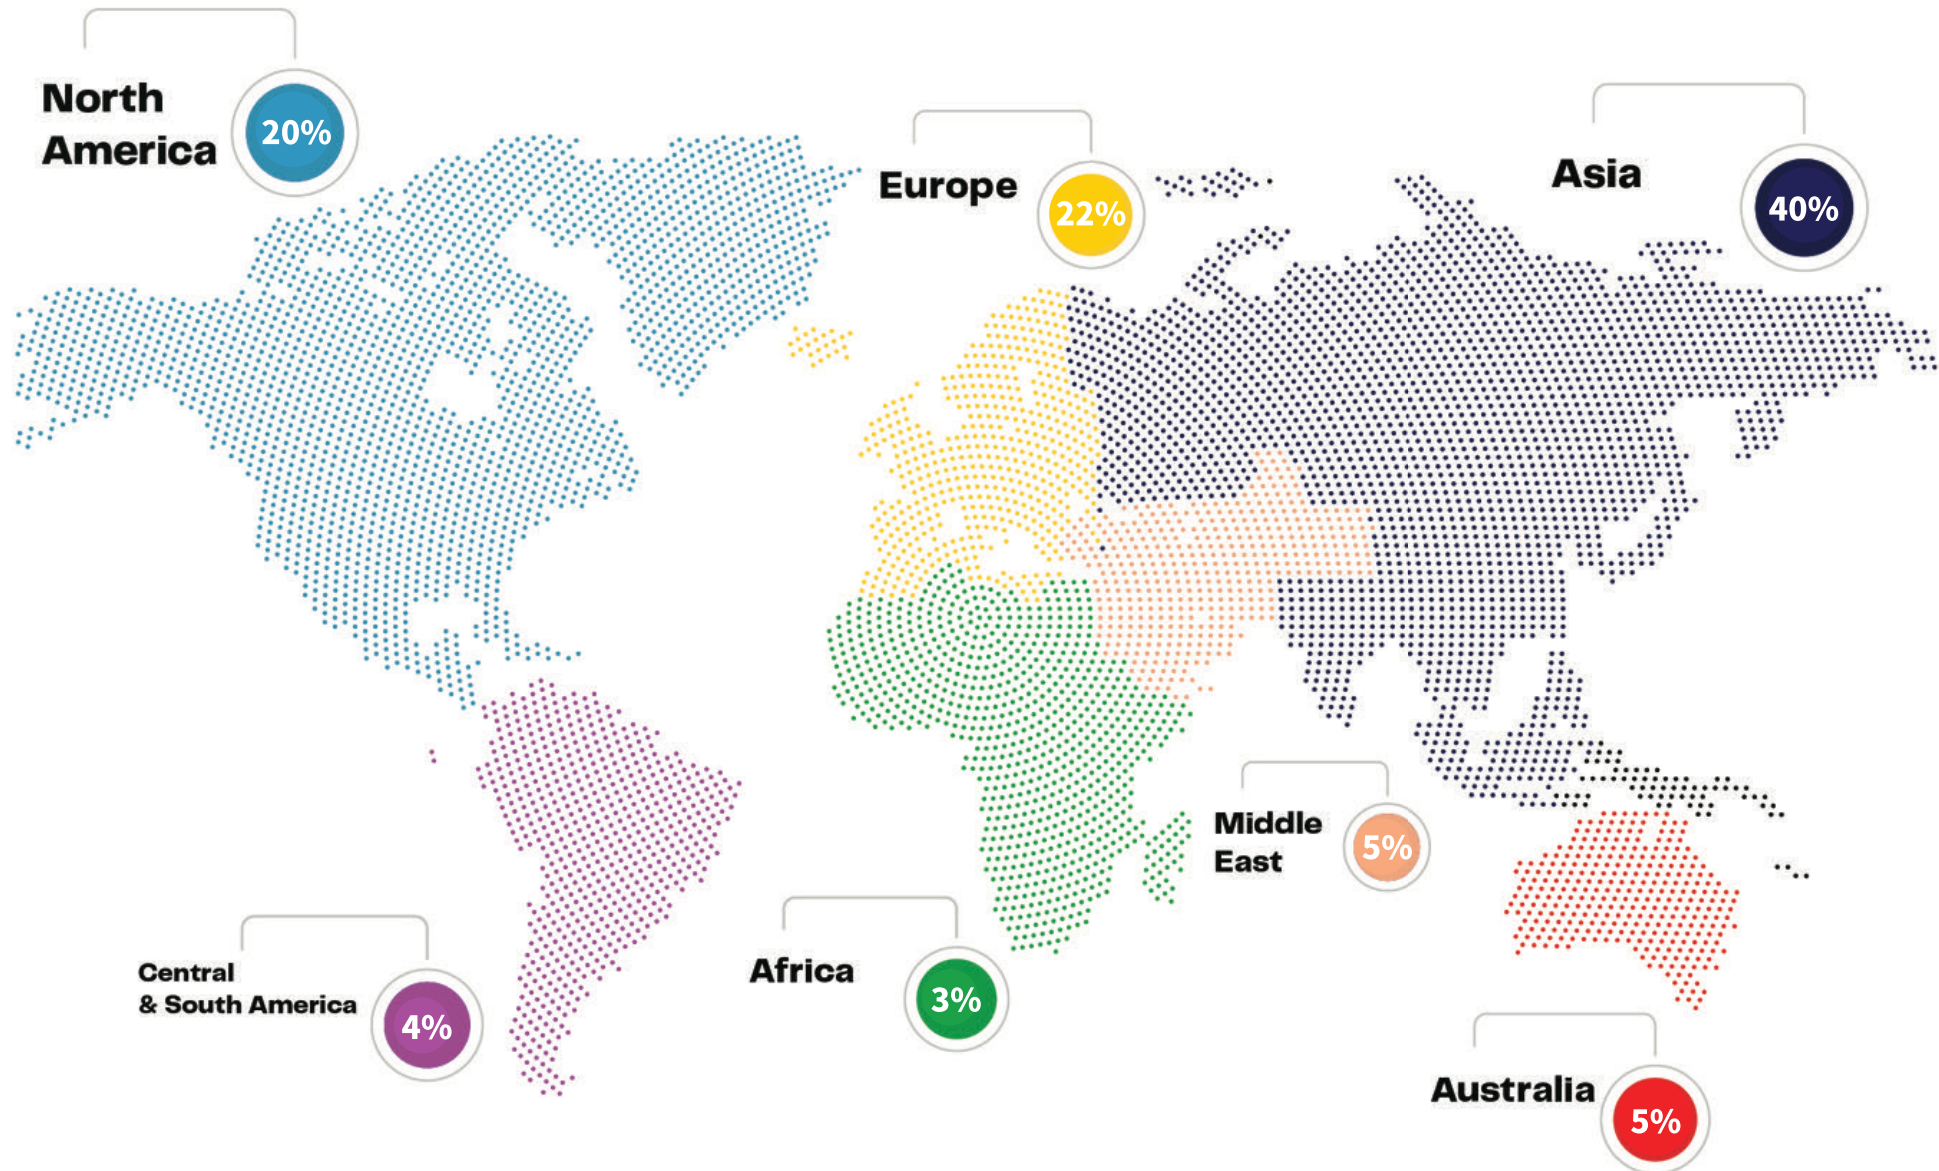 North
America
20%
Europe
22%
Asia
40%
Middle
East
5%
Central
& South America
4%
Africa
3%
Australia
5%